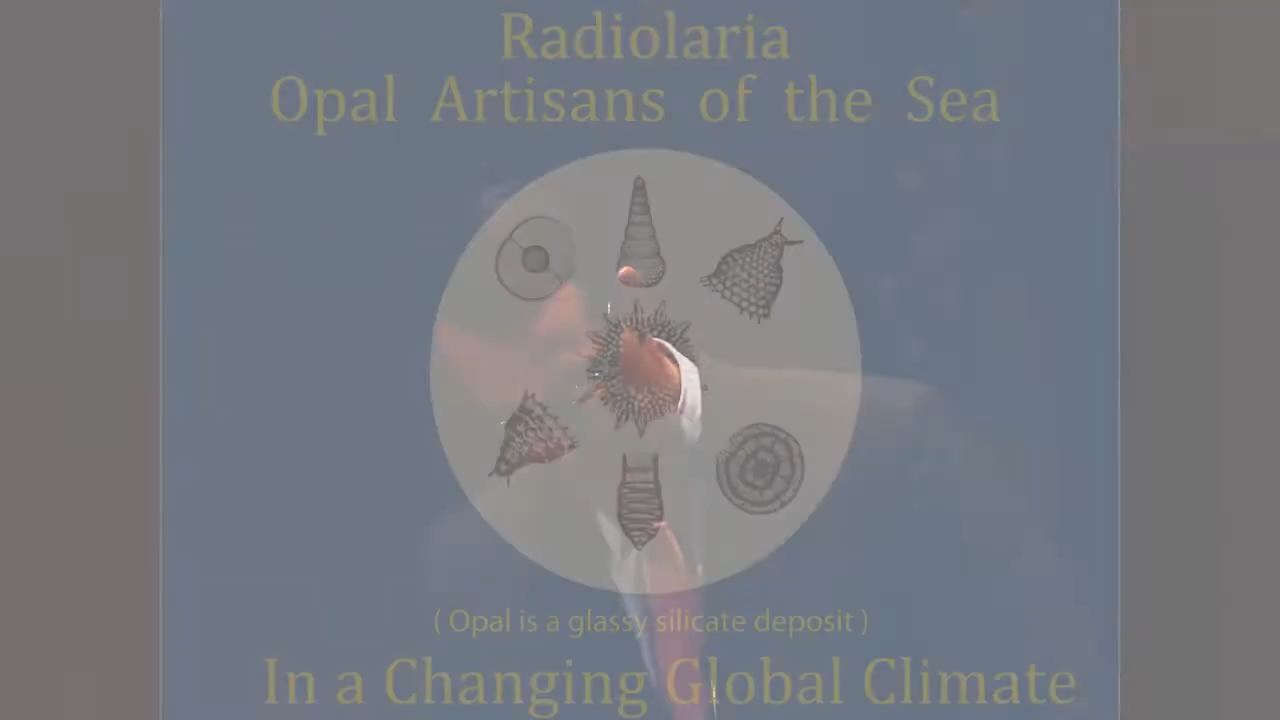 Radiolaria
Opal Artisans of the Sea
( Opal is a glassy silicate deposit )
In a Changing Global Climate